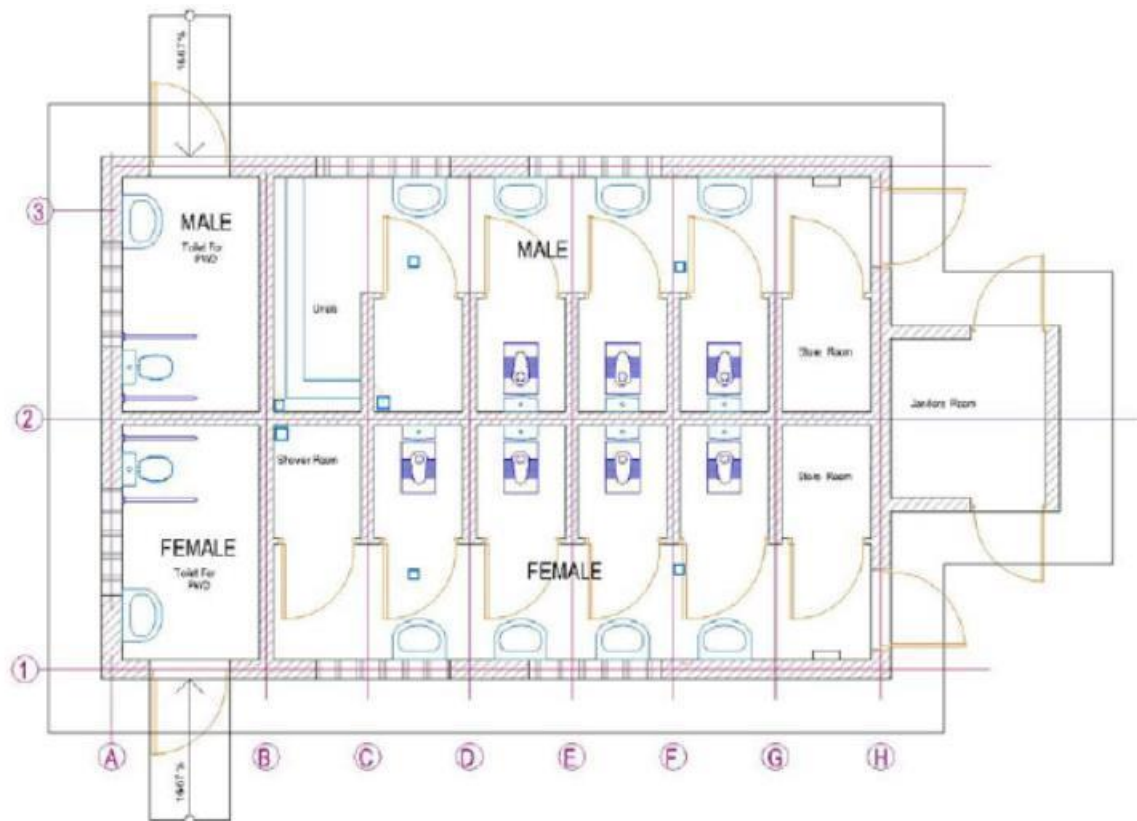 3
MALE
Toilet For
PWD
MALE
Urinals
Store Room
2
Janitors Room
Shower Room
Store Room
FEMALE
Toilet For
PWD
FEMALE
1
A
B
C
D
E
F
G
H